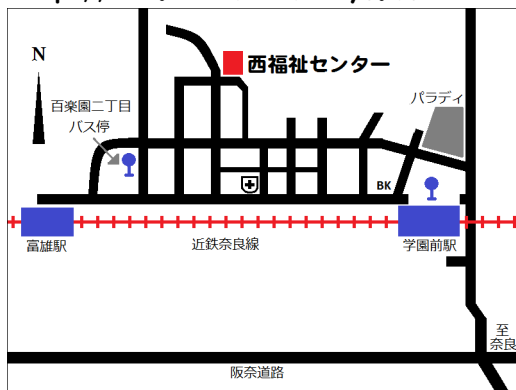 N
西福祉センター
百楽園二丁目
バス停
パラディ
BK
富雄駅
近鉄奈良線
学園前駅
至
奈良
阪奈道路